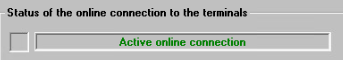 Status of the online connection to the terminals
Active online connection